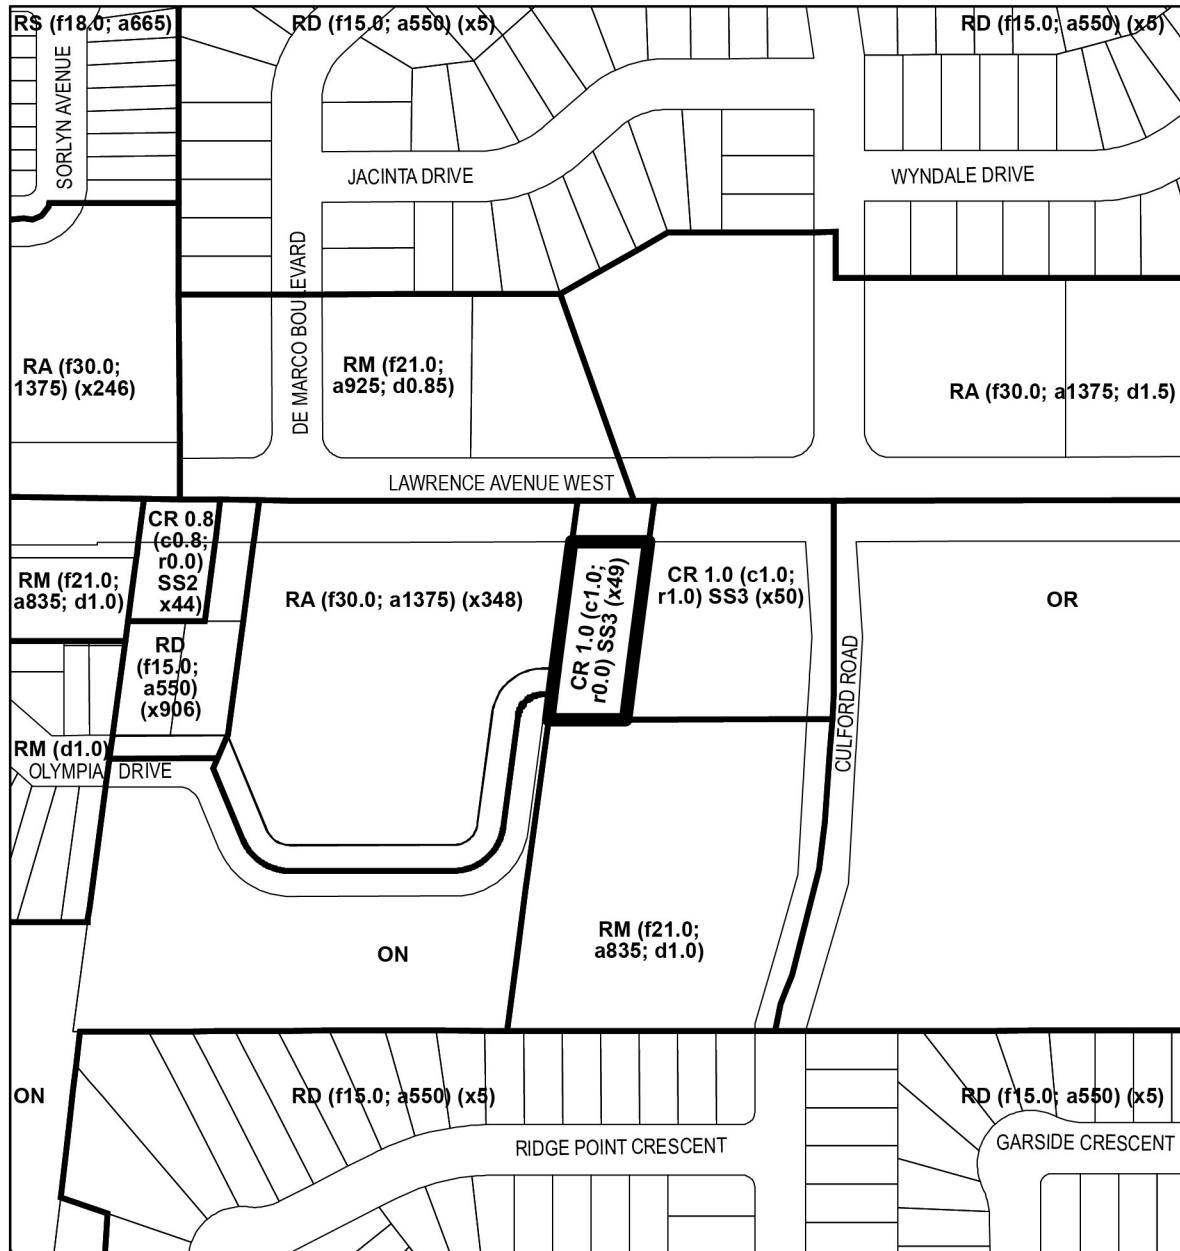 RS (f18.0; a665)
RD (f15.0; a550) (x5)
RD (f15.0; a550) (x5)
SORLYN AVENUE
JACINTA DRIVE
WYNDALE DRIVE
DE MARCO BOULEVARD
RA (f30.0;
1375) (x246)
RM (f21.0;
a925; d0.85)
RA (f30.0; a1375; d1.5)
LAWRENCE AVENUE WEST
CR 0.8
(c0.8;
r0.0)
SS2
x44)
RM (f21.0;
a835; d1.0)
RA (f30.0; a1375) (x348)
CR 1.0 (c1.0;
r0.0) SS3 (x49)
CR 1.0 (c1.0;
r1.0) SS3 (x50)
OR
RD
(f15.0;
a550)
(x906)
CULFORD ROAD
RM (d1.0)
OLYMPIA DRIVE
ON
RM (f21.0;
a835; d1.0)
ON
RD (f15.0; a550) (x5)
RD (f15.0; a550) (x5)
RIDGE POINT CRESCENT
GARSIDE CRESCENT